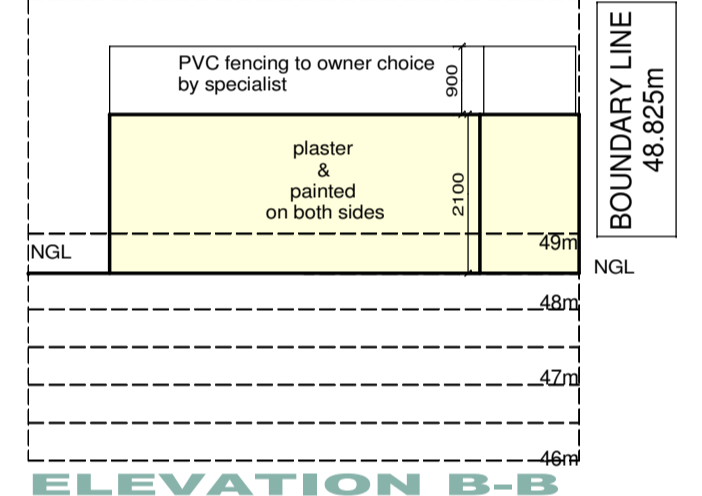 PVC fencing to owner choice
by specialist
900
plaster
&
painted
on both sides
2100
BOUNDARY LINE
48.825m
NGL
49m
NGL
48m
47m
46m
ELEVATION B-B